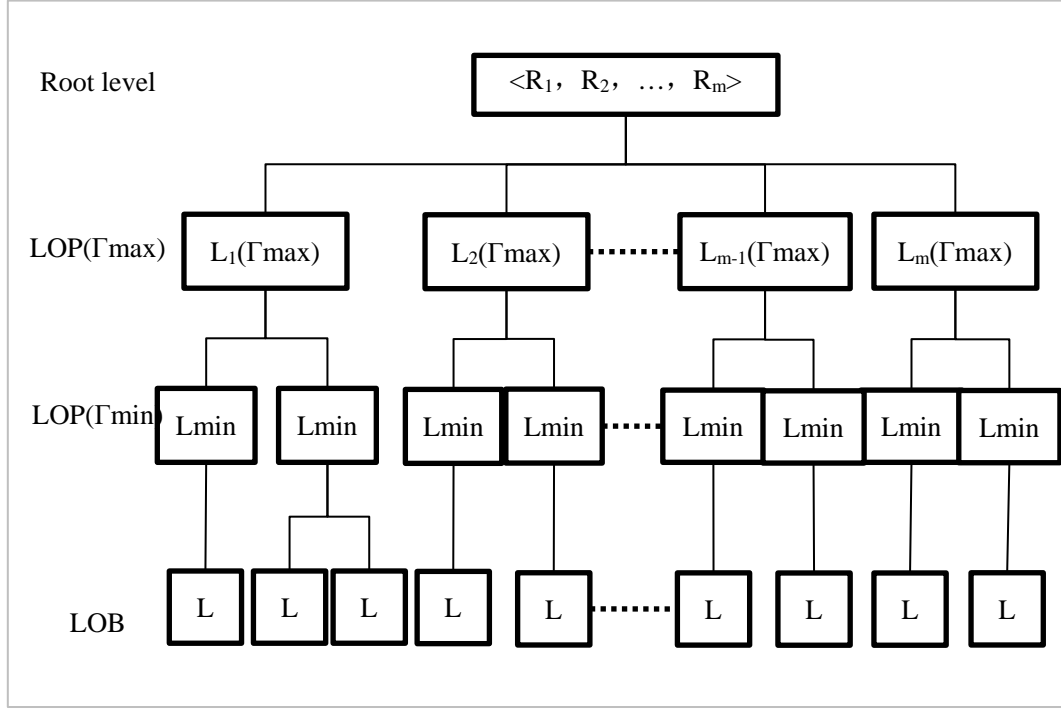 Root level <R₁， R₂， …， Rₘ>
LOP(Γmax) L₁(Γmax) L₂(Γmax) Lₘ₋₁(Γmax) Lₘ(Γmax)
LOP(Γmin) Lmin Lmin Lmin Lmin Lmin Lmin Lmin Lmin
LOB L L L L L L L L L